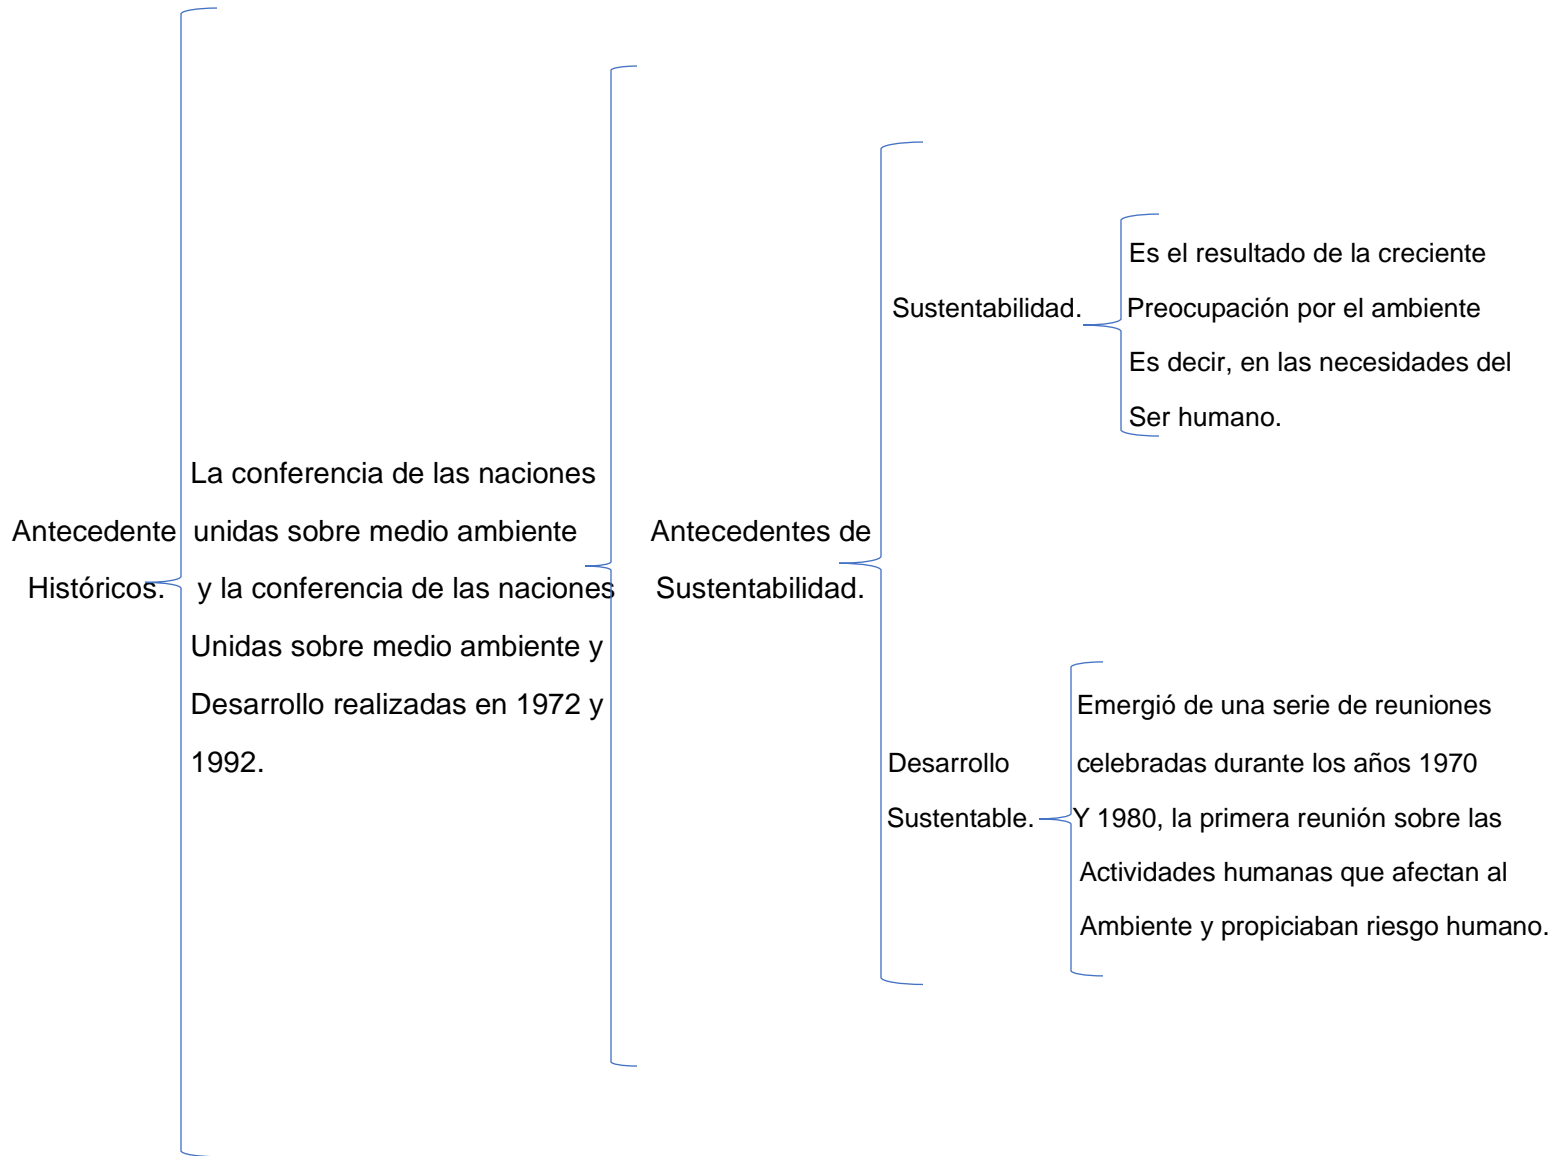 Antecedente
Históricos.
La conferencia de las naciones
unidas sobre medio ambiente
y la conferencia de las naciones
Unidas sobre medio ambiente y
Desarrollo realizadas en 1972 y
1992.
Antecedentes de
Sustentabilidad.
Sustentabilidad.
Es el resultado de la creciente
Preocupación por el ambiente
Es decir, en las necesidades del
Ser humano.
Desarrollo
Sustentable.
Emergió de una serie de reuniones
celebradas durante los años 1970
Y 1980, la primera reunión sobre las
Actividades humanas que afectan al
Ambiente y propiciaban riesgo humano.